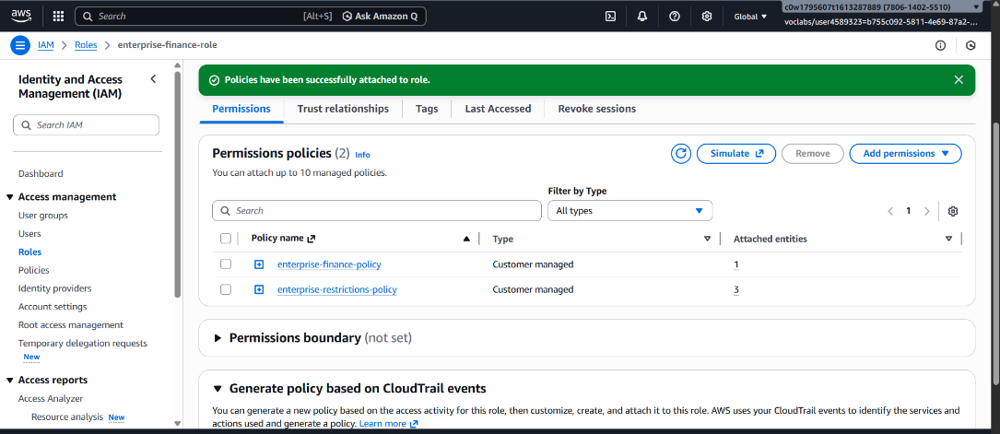 aws
Search [Alt+S] Ask Amazon Q
Global
c0w1795607t1613287889 (7806-1402-5510)
voclabs/user4589323=b755c092-5811-4e69-87a2-...
IAM Roles enterprise-finance-role
Identity and Access
Management (IAM)
Search IAM
Dashboard
Access management
User groups
Users
Roles
Policies
Identity providers
Account settings
Root access management
Temporary delegation requests
New
Access reports
Access Analyzer
Resource analysis New
Policies have been successfully attached to role.
Permissions Trust relationships Tags Last Accessed Revoke sessions
Permissions policies (2) Info
Simulate Remove Add permissions
You can attach up to 10 managed policies.
Filter by Type
Search All types 1
Policy name Type Attached entities
enterprise-finance-policy Customer managed 1
enterprise-restrictions-policy Customer managed 3
Permissions boundary (not set)
Generate policy based on CloudTrail events
You can generate a new policy based on the access activity for this role, then customize, create, and attach it to this role. AWS uses your CloudTrail events to identify the services and
actions used and generate a policy. Learn more